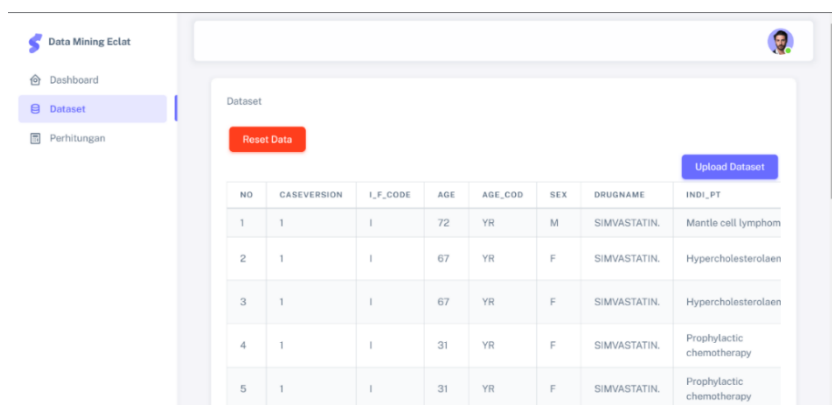 Data Mining Eclat
Dashboard
Dataset
Perhitungan
Dataset
Reset Data
Upload Dataset
NO CASEVERSION I_F_CODE AGE AGE_COD SEX DRUGNAME INDI_PT
1 1 I 72 YR M SIMVASTATIN. Mantle cell lymphom
2 1 I 67 YR F SIMVASTATIN. Hypercholesterolaen
3 1 I 67 YR F SIMVASTATIN. Hypercholesterolaen
4 1 I 31 YR F SIMVASTATIN. Prophylactic
chemotherapy
5 1 I 31 YR F SIMVASTATIN. Prophylactic
chemotherapy